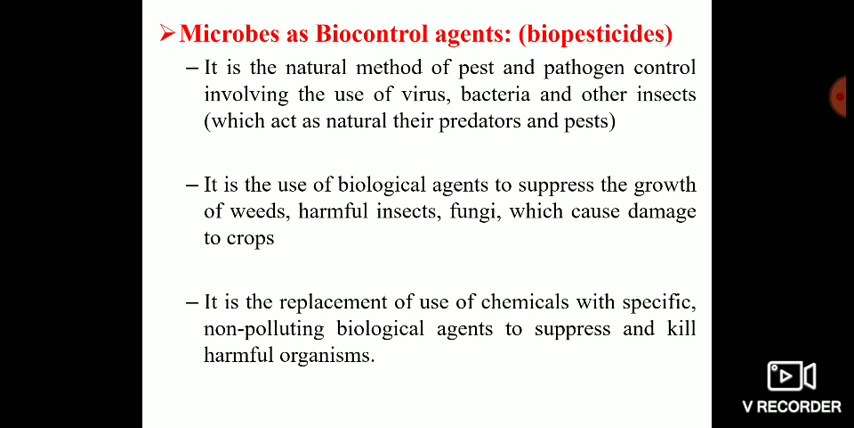 ➢Microbes as Biocontrol agents: (biopesticides)
– It is the natural method of pest and pathogen control
involving the use of virus, bacteria and other insects
(which act as natural their predators and pests)
– It is the use of biological agents to suppress the growth
of weeds, harmful insects, fungi, which cause damage
to crops
– It is the replacement of use of chemicals with specific,
non-polluting biological agents to suppress and kill
harmful organisms.
V RECORDER